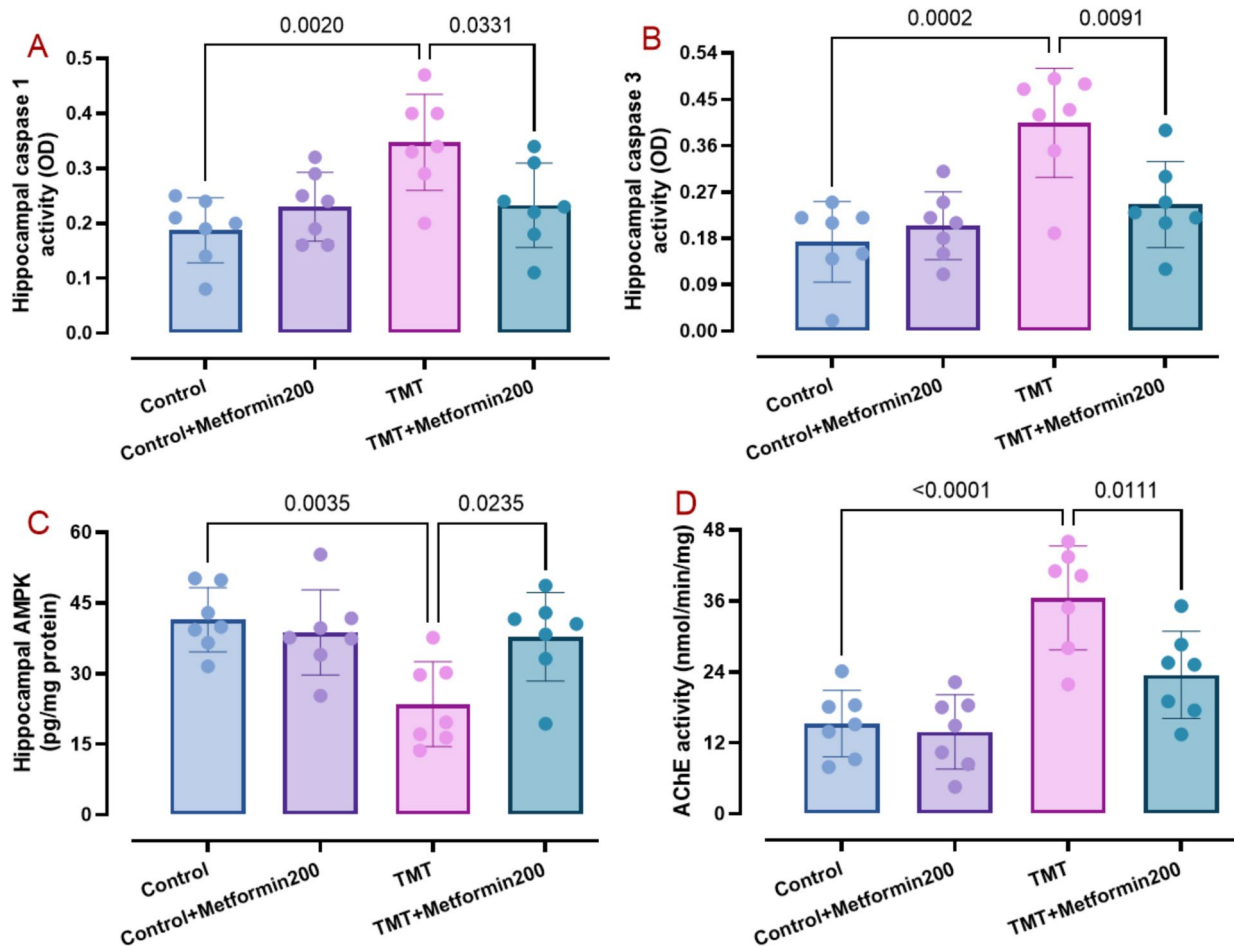 A
0.0020
0.0331
Hippocampal caspase 1
activity (OD)
0.5
0.4
0.3
0.2
0.1
0.0
Control
Control+Metformin200
TMT
TMT+Metformin200
B
0.0002
0.0091
Hippocampal caspase 3
activity (OD)
0.54
0.45
0.36
0.27
0.18
0.09
0.00
Control
Control+Metformin200
TMT
TMT+Metformin200
C
0.0035
0.0235
Hippocampal AMPK
(pg/mg protein)
60
45
30
15
0
Control
Control+Metformin200
TMT
TMT+Metformin200
D
<0.0001
0.0111
AChE activity (nmol/min/mg)
48
36
24
12
0
Control
Control+Metformin200
TMT
TMT+Metformin200